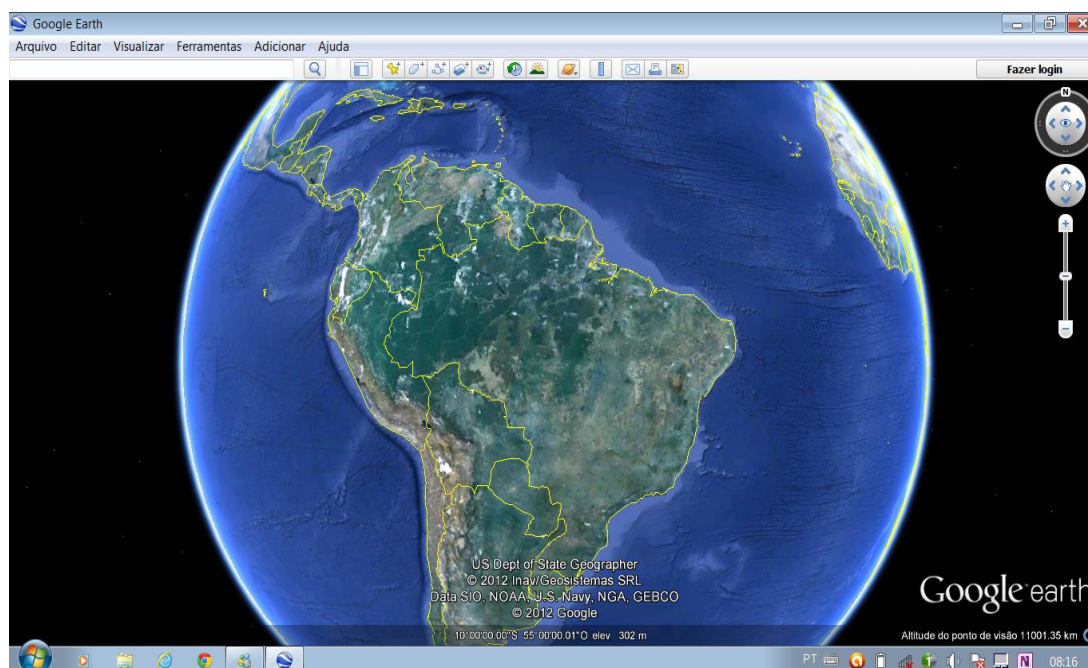 Google Earth
Arquivo Editar Visualizar Ferramentas Adicionar Ajuda
Fazer login
N
US Dept of State Geographer
© 2012 Inav/Geosistemas SRL
Data SIO, NOAA, U.S. Navy, NGA, GEBCO
© 2012 Google
Google earth
10°00'00.00"S 55°00'00.01"O elev 302 m
Altitude do ponto de visão 11001.35 km
PT
N
08:16